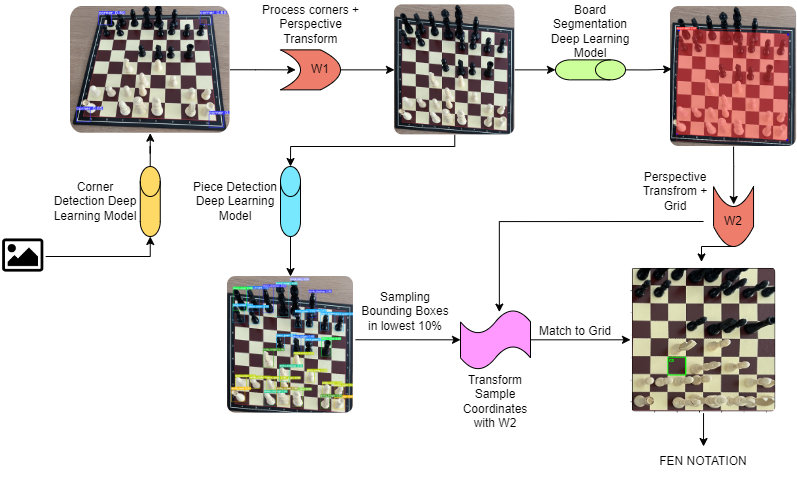 Process corners +
Perspective
Transform
W1
Board
Segmentation
Deep Learning
Model
Corner
Detection Deep
Learning Model
Piece Detection
Deep Learning
Model
Perspective
Transfrom +
Grid
W2
Sampling
Bounding Boxes
in lowest 10%
Match to Grid
Transform
Sample
Coordinates
with W2
FEN NOTATION